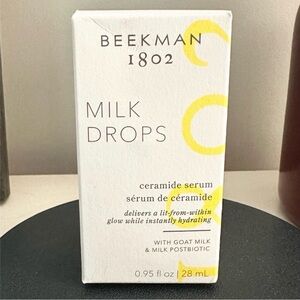 BEEKMAN
1802
MILK
DROPS
ceramide serum
sérum de céramide
delivers a lit-from-within
glow while instantly hydrating
WITH GOAT MILK
& MILK POSTBIOTIC
0.95 fl oz | 28 mL